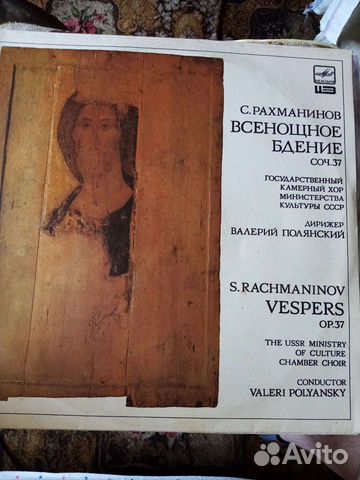 С.РАХМАНИНОВ
ВСЕНОЩНОЕ
БДЕНИЕ
СОЧ.37
ГОСУДАРСТВЕННЫЙ
КАМЕРНЫЙ ХОР
МИНИСТЕРСТВА
КУЛЬТУРЫ СССР
ДИРИЖЕР
ВАЛЕРИЙ ПОЛЯНСКИЙ
S.RACHMANINOV
VESPERS
OP.37
THE USSR MINISTRY
OF CULTURE
CHAMBER CHOIR
CONDUCTOR
VALERI POLYANSKY
Avito